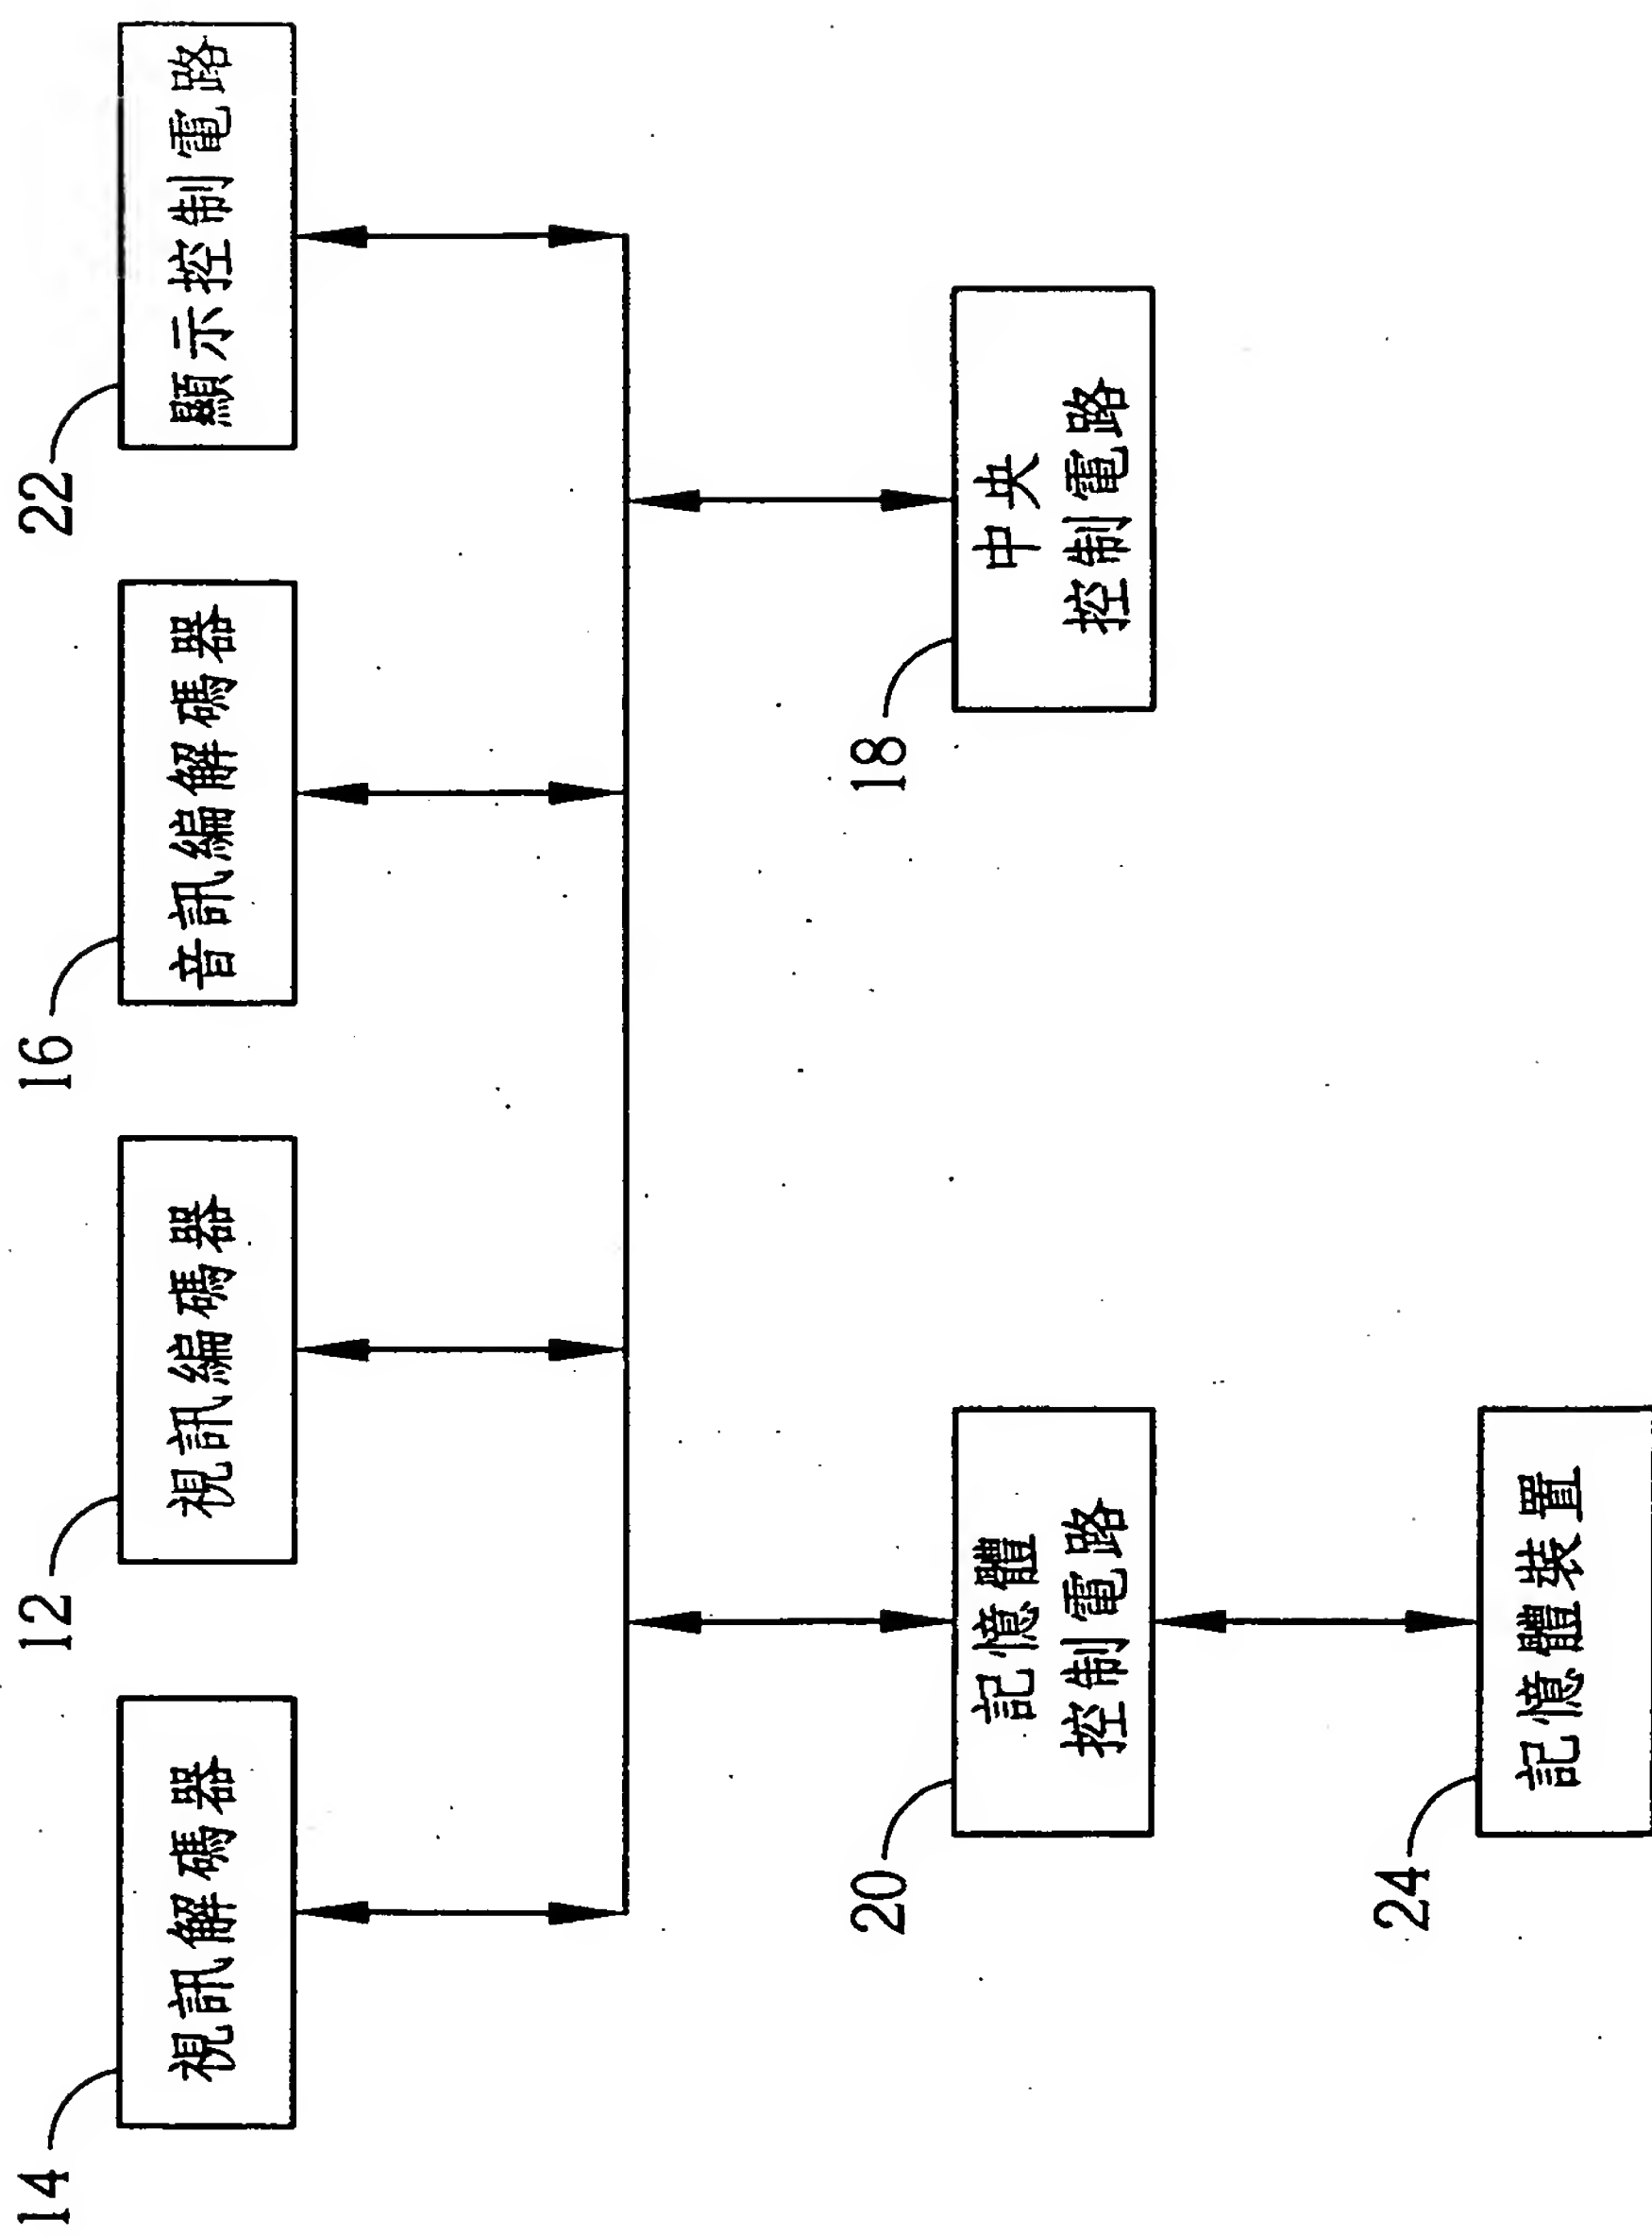 14
視訊解碼器
12
視訊編碼器
16
音訊編解碼器
22
顯示控制電路
20
記憶體
控制電路
18
中央
控制電路
24
記憶體裝置